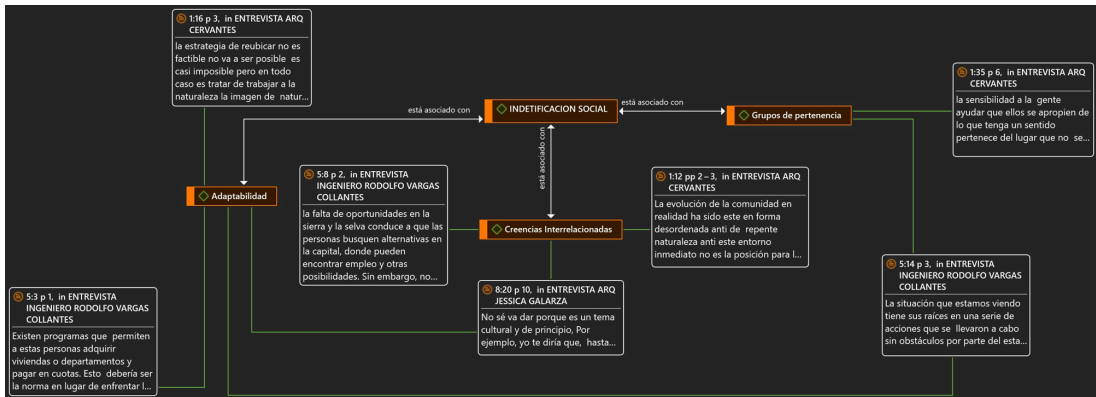 1:16 p 3, in ENTREVISTA ARQ
CERVANTES
la estrategia de reubicar no es
factible no va a ser posible es
casi imposible pero en todo
caso es tratar de trabajar a la
naturaleza la imagen de natur...
está asociado con
INDETIFICACION SOCIAL
está asociado con
está asociado con
Grupos de pertenencia
1:35 p 6, in ENTREVISTA ARQ
CERVANTES
la sensibilidad a la gente
ayudar que ellos se apropien de
lo que tenga un sentido
pertenece del lugar que no se...
Adaptabilidad
5:8 p 2, in ENTREVISTA
INGENIERO RODOLFO VARGAS
COLLANTES
la falta de oportunidades en la
sierra y la selva conduce a que las
personas busquen alternativas en
la capital, donde pueden
encontrar empleo y otras
posibilidades. Sin embargo, no...
Creencias Interrelacionadas
1:12 pp 2 – 3, in ENTREVISTA ARQ
CERVANTES
La evolución de la comunidad en
realidad ha sido este en forma
desordenada anti de repente
naturaleza anti este entorno
inmediato no es la posición para l...
5:3 p 1, in ENTREVISTA
INGENIERO RODOLFO VARGAS
COLLANTES
Existen programas que permiten
a estas personas adquirir
viviendas o departamentos y
pagar en cuotas. Esto debería ser
la norma en lugar de enfrentar l...
8:20 p 10, in ENTREVISTA ARQ
JESSICA GALARZA
No sé va dar porque es un tema
cultural y de principio, Por
ejemplo, yo te diría que, hasta...
5:14 p 3, in ENTREVISTA
INGENIERO RODOLFO VARGAS
COLLANTES
La situación que estamos viendo
tiene sus raíces en una serie de
acciones que se llevaron a cabo
sin obstáculos por parte del esta...